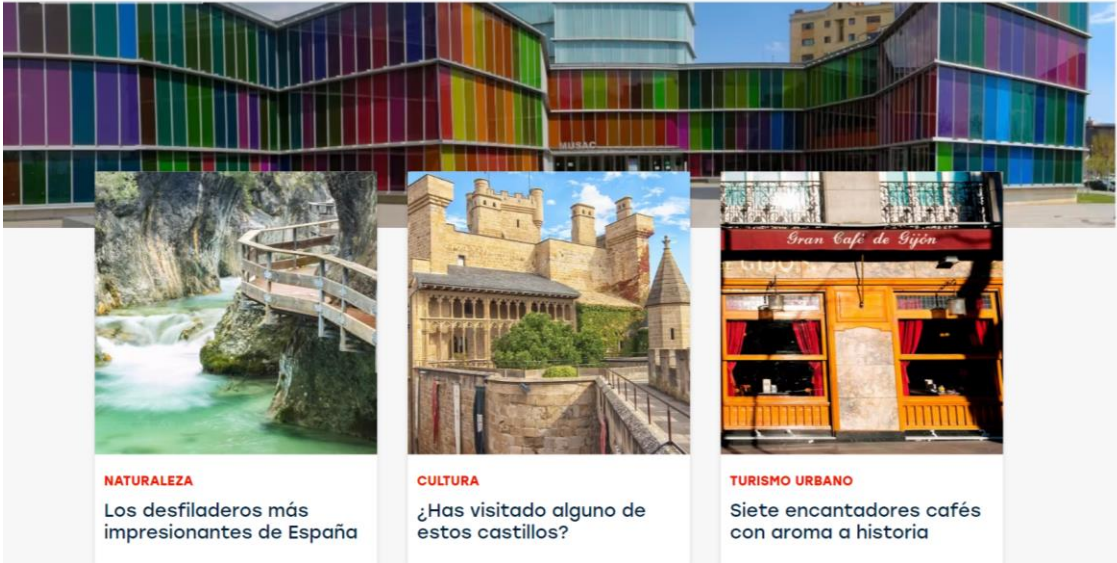 MUSAC
Gran Café de Gijón
NATURALEZA
Los desfiladeros más
impresionantes de España
CULTURA
¿Has visitado alguno de
estos castillos?
TURISMO URBANO
Siete encantadores cafés
con aroma a historia